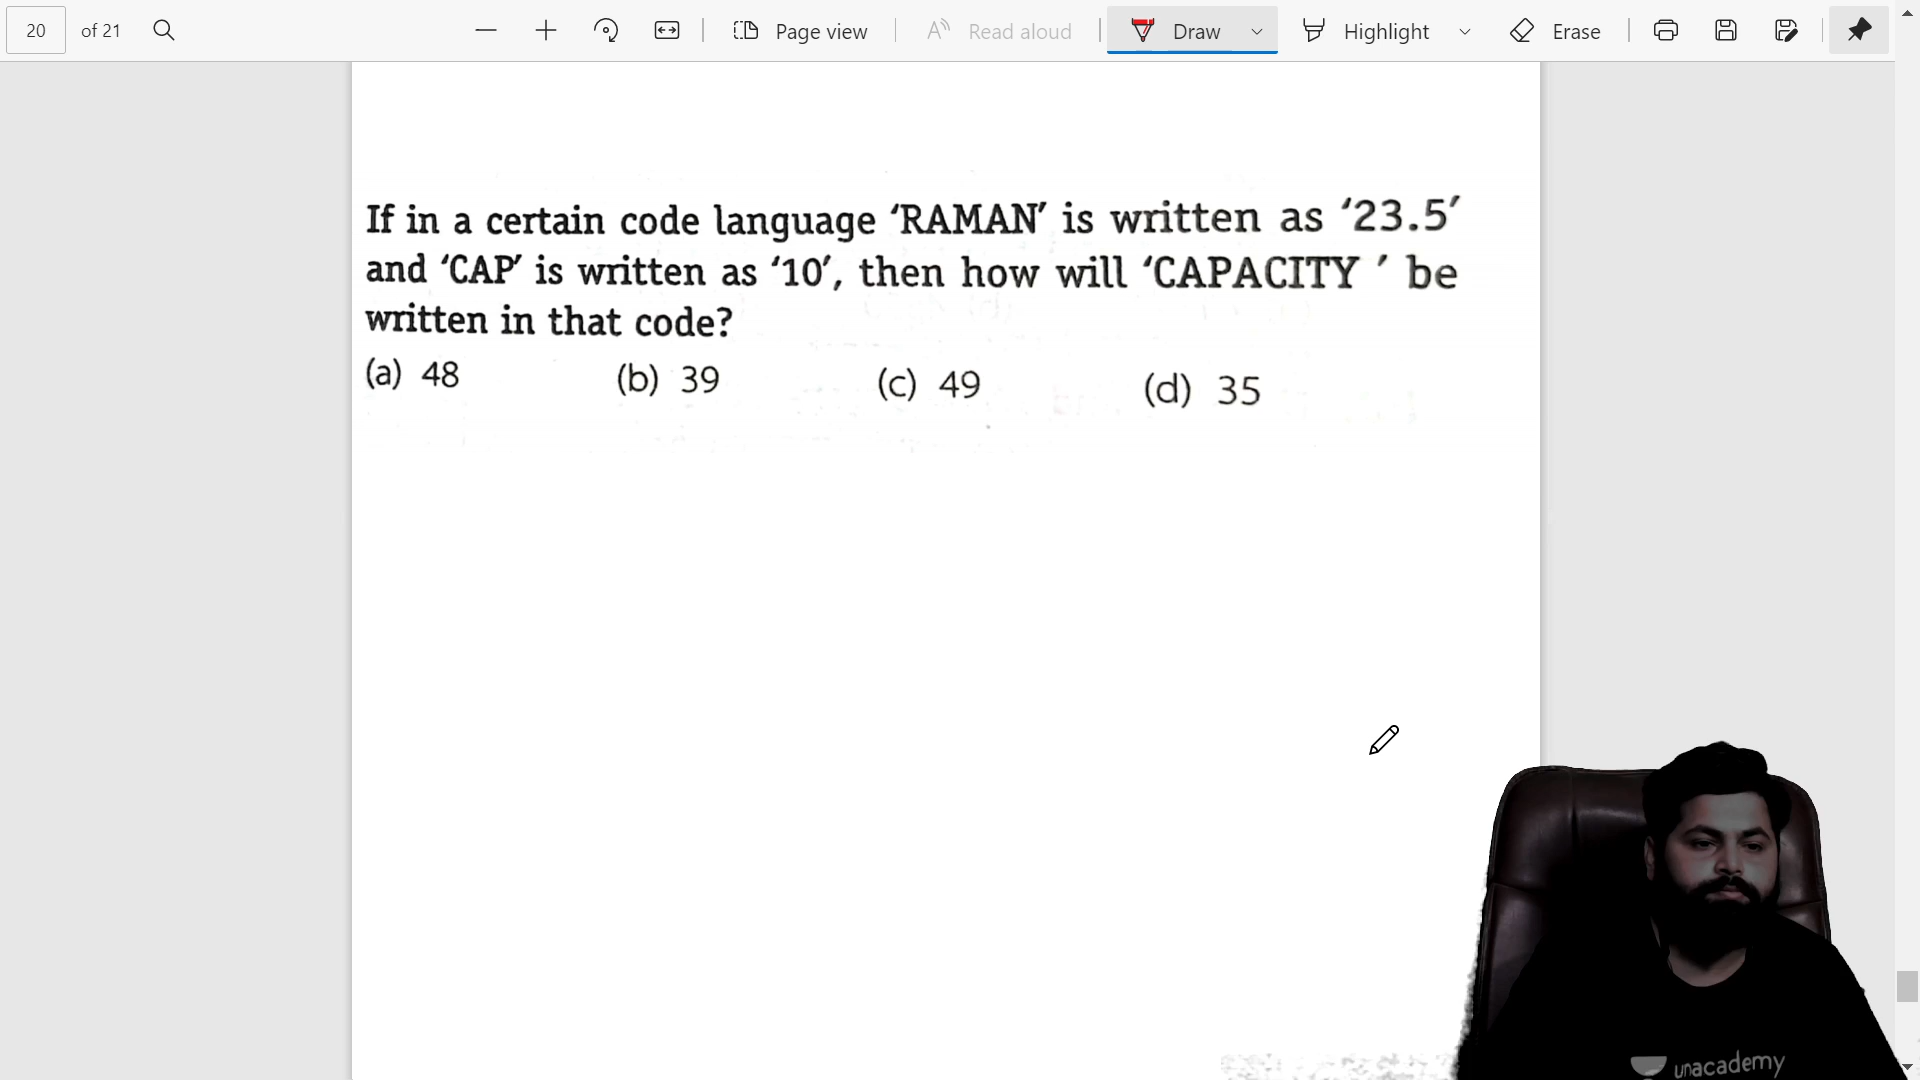 20 of 21 Page view Read aloud Draw Highlight Erase
If in a certain code language ‘RAMAN’ is written as ‘23.5’
and ‘CAP’ is written as ‘10’, then how will ‘CAPACITY ’ be
written in that code?
(a) 48 (b) 39 (c) 49 (d) 35
unacademy